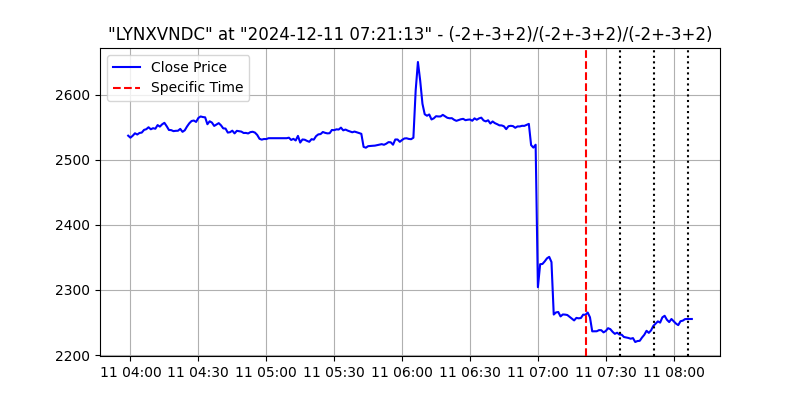 "LYNXVNDC" at "2024-12-11 07:21:13" - (-2+-3+2)/(-2+-3+2)/(-2+-3+2)
Close Price
Specific Time
2600
2500
2400
2300
2200
11 04:00 11 04:30 11 05:00 11 05:30 11 06:00 11 06:30 11 07:00 11 07:30 11 08:00